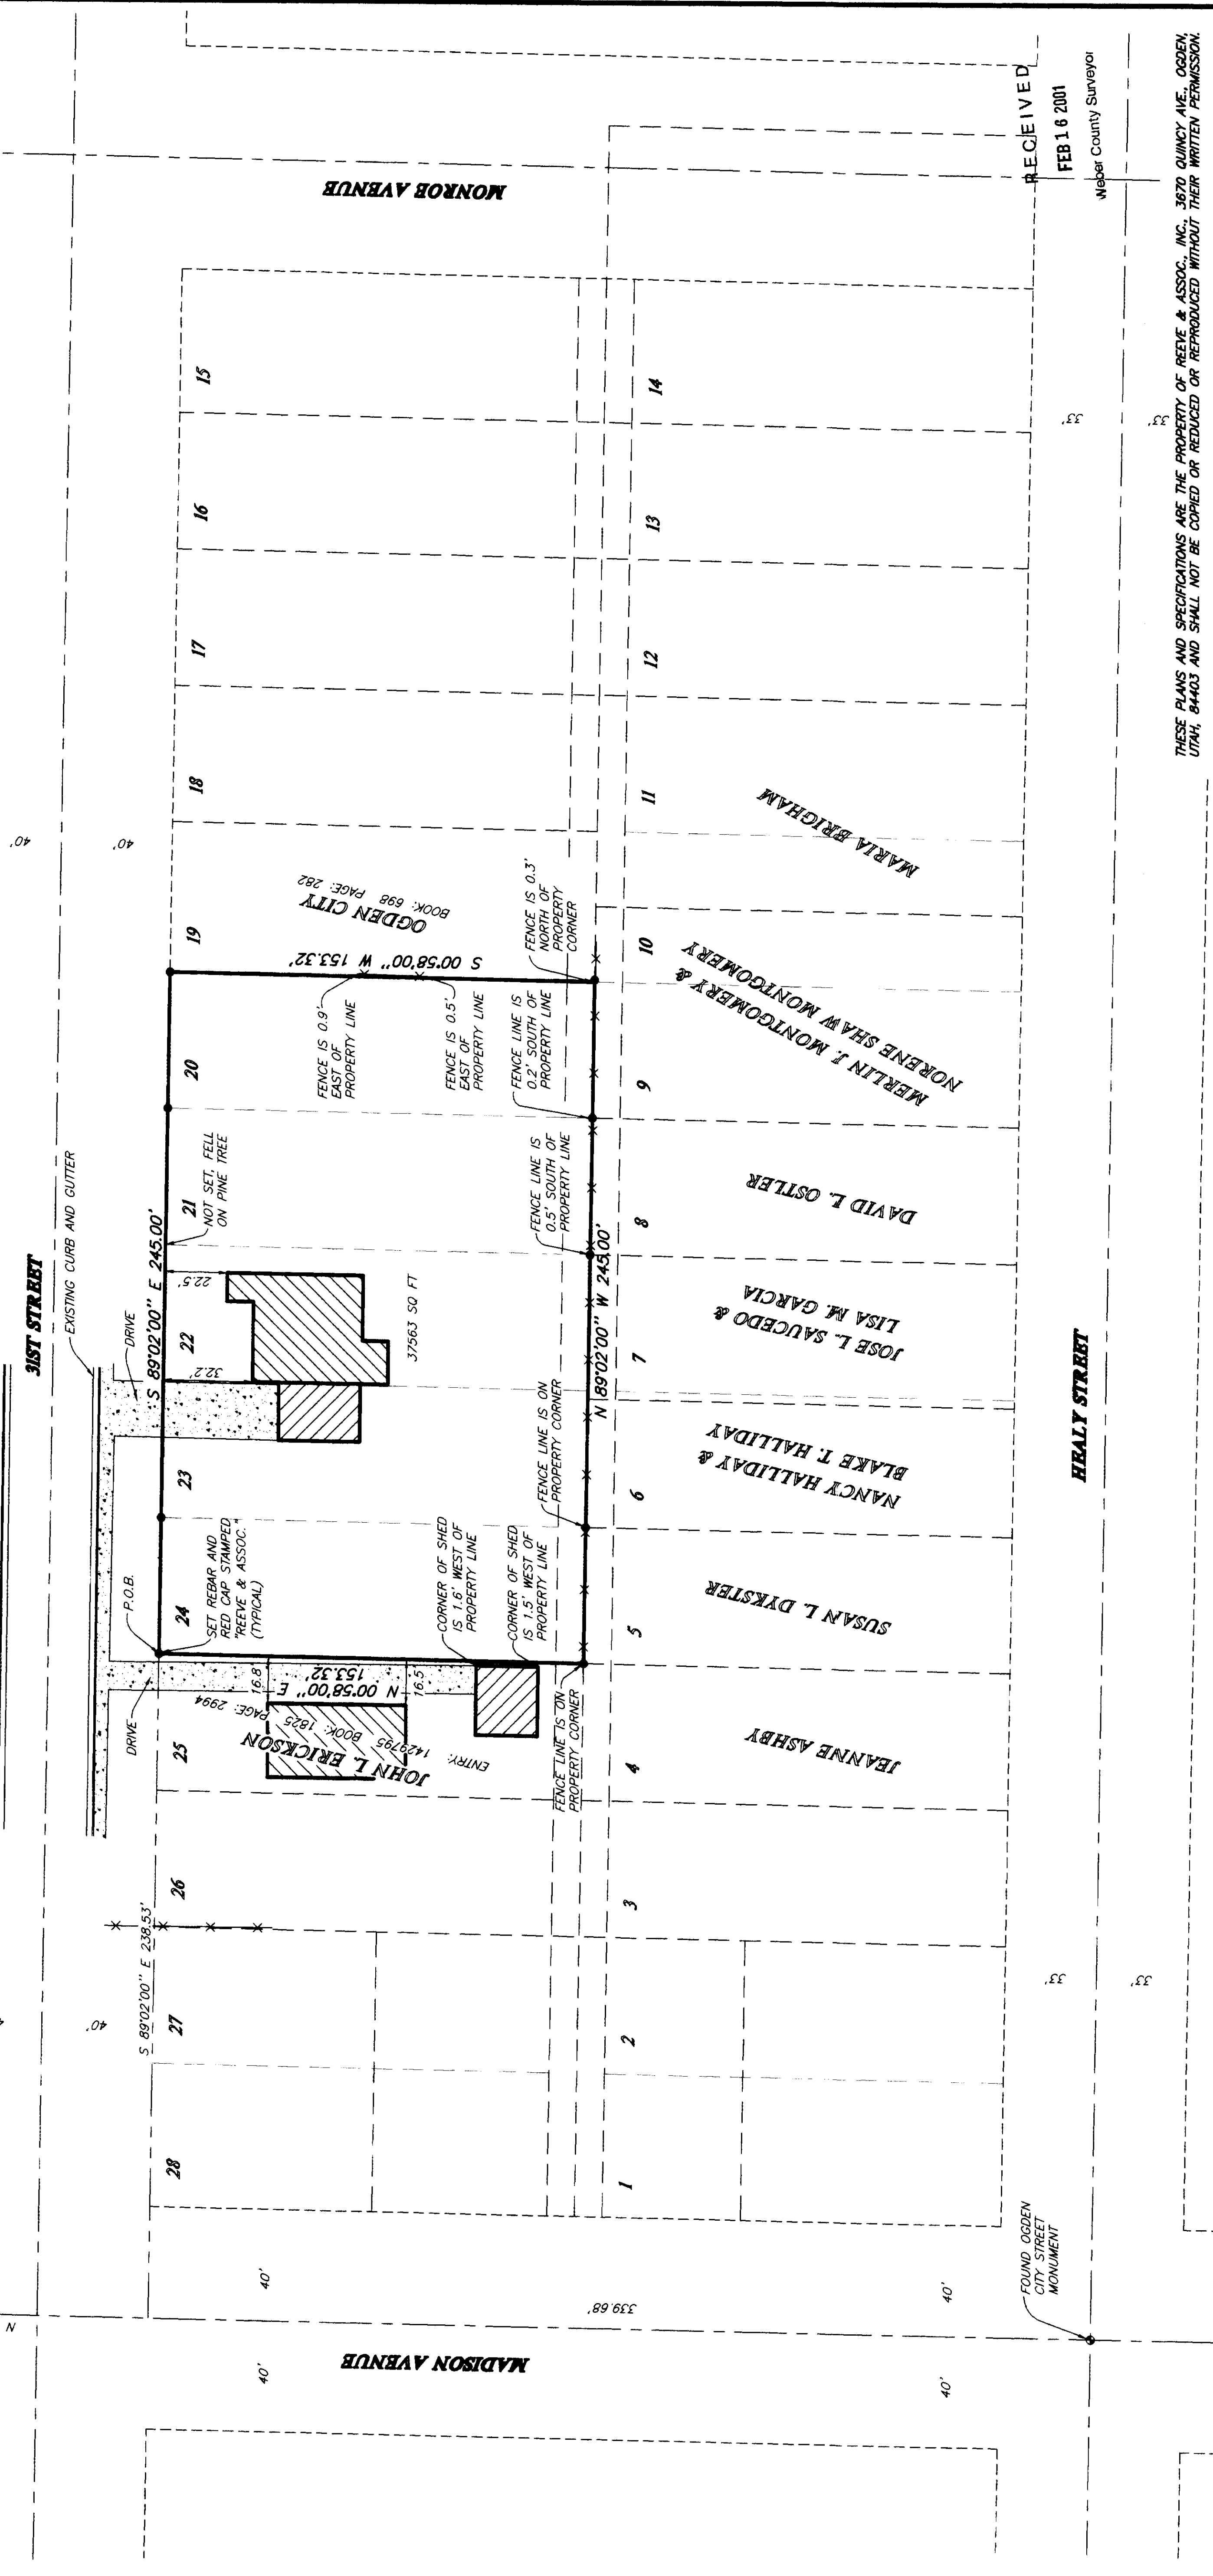 31ST STREET
EXISTING CURB AND GUTTER
DRIVE
DRIVE
P.O.B.
MONROE AVENUE
MADISON AVENUE
HEALY STREET
40'
40'
40'
S 89°02'00" E 238.53'
S 89°02'00" E 245.00'
28
27
26
25
24
23
22
21
20
19
18
17
16
15
SET REBAR AND
RED CAP STAMPED
"REEVE & ASSOC."
(TYPICAL)
NOT SET, FELL
ON PINE TREE
22.5'
32.2'
37563 SQ FT
16.8'
16.5'
N 00°58'00" E
153.32'
JOHN L. ERICKSON
ENTRY: 1429795 BOOK: 1825 PAGE: 2994
CORNER OF SHED
IS 1.6' WEST OF
PROPERTY LINE
CORNER OF SHED
IS 1.5' WEST OF
PROPERTY LINE
FENCE LINE IS ON
PROPERTY CORNER
FENCE LINE IS ON
PROPERTY CORNER
FENCE LINE IS
0.5' SOUTH OF
PROPERTY LINE
FENCE LINE IS
0.2' SOUTH OF
PROPERTY LINE
FENCE IS 0.9'
EAST OF
PROPERTY LINE
FENCE IS 0.5'
EAST OF
PROPERTY LINE
FENCE IS 0.3'
NORTH OF
PROPERTY
CORNER
S 00°58'00" W 153.32'
OGDEN CITY
BOOK: 698 PAGE: 282
N 89°02'00" W 245.00'
1
2
3
4
5
6
7
8
9
10
11
12
13
14
JEANNE ASHBY
SUSAN L. DYKSTER
NANCY HALLIDAY &
BLAKE T. HALLIDAY
JOSE L. SAUCEDO &
LISA M. GARCIA
DAVID L. OSTLER
MERLIN J. MONTGOMERY &
NORENE SHAW MONTGOMERY
MARIA BRIGHAM
40'
40'
40'
40'
339.68'
33'
33'
33'
33'
FOUND OGDEN
CITY STREET
MONUMENT
N
RECEIVED
FEB 16 2001
Weber County Surveyor
THESE PLANS AND SPECIFICATIONS ARE THE PROPERTY OF REEVE & ASSOC., INC., 3670 QUINCY AVE., OGDEN,
UTAH, 84403 AND SHALL NOT BE COPIED OR REDUCED OR REPRODUCED WITHOUT THEIR WRITTEN PERMISSION.